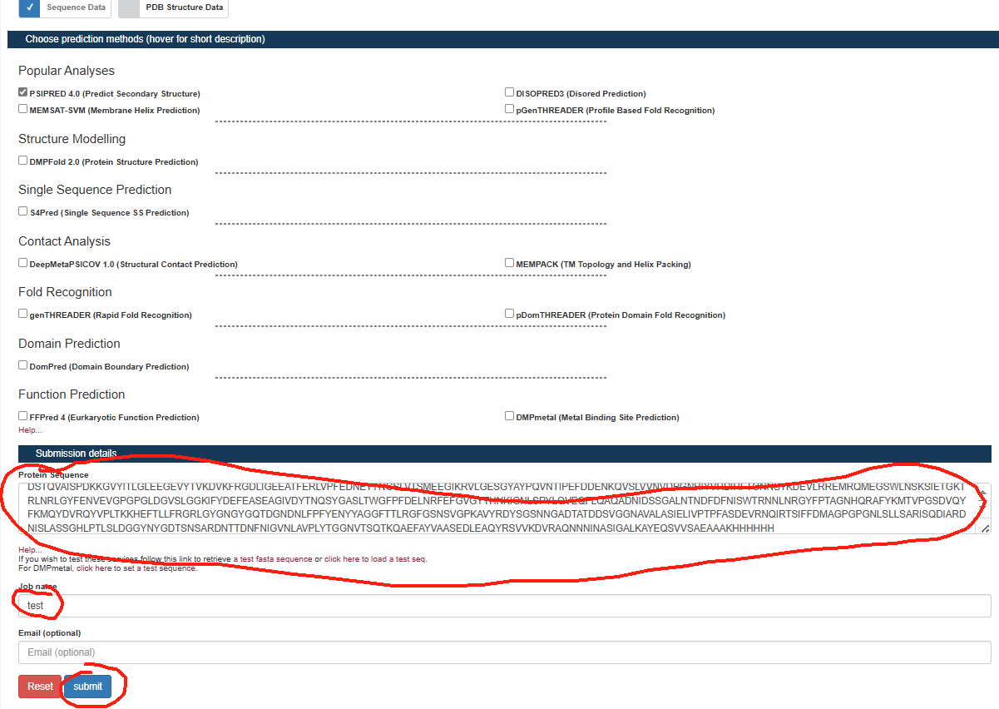 ✓ Sequence Data PDB Structure Data
Choose prediction methods (hover for short description)
Popular Analyses
PSIPRED 4.0 (Predict Secondary Structure) DISOPRED3 (Disored Prediction)
MEMSAT-SVM (Membrane Helix Prediction) pGenTHREADER (Profile Based Fold Recognition)
Structure Modelling
DMPFold 2.0 (Protein Structure Prediction)
Single Sequence Prediction
S4Pred (Single Sequence SS Prediction)
Contact Analysis
DeepMetaPSICOV 1.0 (Structural Contact Prediction) MEMPACK (TM Topology and Helix Packing)
Fold Recognition
genTHREADER (Rapid Fold Recognition) pDomTHREADER (Protein Domain Fold Recognition)
Domain Prediction
DomPred (Domain Boundary Prediction)
Function Prediction
FFPred 4 (Eurkaryotic Function Prediction) DMPmetal (Metal Binding Site Prediction)
Help...
Submission details
Protein Sequence
FKMQYDVRQYVPLTKKHEFTLLFRGRLGYGNGYGQTDGNDNLPFYENYYAGGFTTLRGFGSNSVGPKAVYRDYSGSNNGADTATDDSVGGNAVALASIELIVPTPFASDEVRNQIRTSIFFDMAGPGPGNLSLLSARISQDIARD
NISLASSGHLPTLSLDGGYNYGDTSNSARDNTTDNFNIGVNLAVPLYTGGNVTSQTKQAEFAYVAASEDLEAQYRSVVKDVRAQNNNINASIGALKAYEQSVVSAEAAAKHHHHHH
Help...
If you wish to test these services follow this link to retrieve a test fasta sequence or click here to load a test seq.
For DMPmetal, click here to set a test sequence.
Job name
test
Email (optional)
Email (optional)
Reset submit